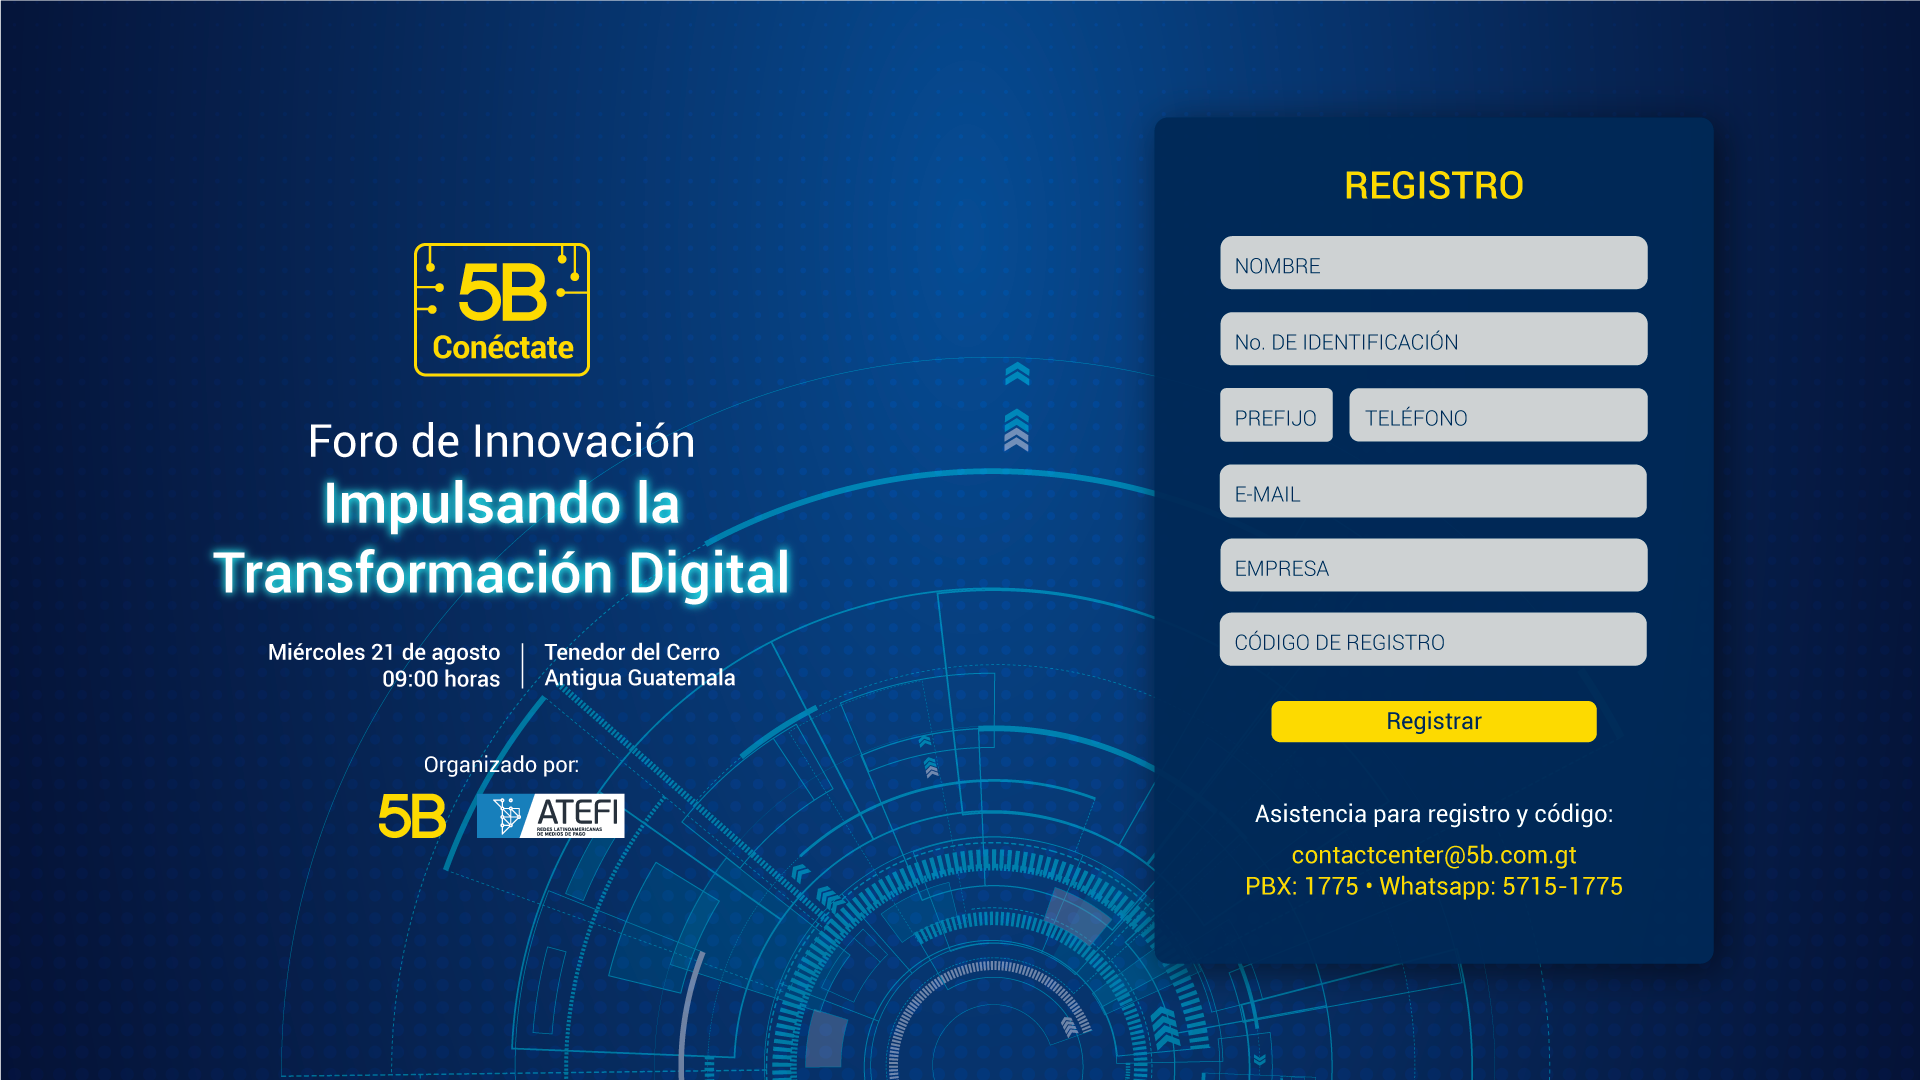 5B
Conéctate
Foro de Innovación
Impulsando la
Transformación Digital
Miércoles 21 de agosto
09:00 horas
Tenedor del Cerro
Antigua Guatemala
Organizado por:
5B
ATEFI
REDES LATINOAMERICANAS
DE MEDIOS DE PAGO
REGISTRO
NOMBRE
No. DE IDENTIFICACIÓN
PREFIJO
TELÉFONO
E-MAIL
EMPRESA
CÓDIGO DE REGISTRO
Registrar
Asistencia para registro y código:
contactcenter@5b.com.gt
PBX: 1775 • Whatsapp: 5715-1775